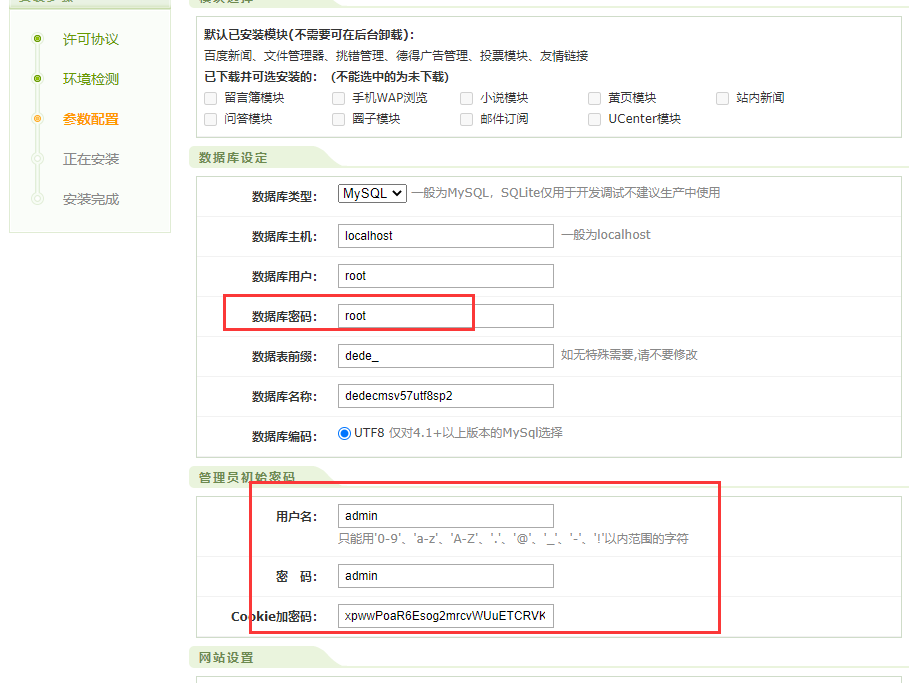 许可协议
环境检测
参数配置
正在安装
安装完成
默认已安装模块(不需要可在后台卸载)：
百度新闻、文件管理器、挑错管理、德得广告管理、投票模块、友情链接
已下载并可选安装的： (不能选中的为未下载)
留言簿模块 手机WAP浏览 小说模块 黄页模块 站内新闻
问答模块 圈子模块 邮件订阅 UCenter模块
数据库设定
数据库类型： MySQL 一般为MySQL，SQLite仅用于开发调试不建议生产中使用
数据库主机： localhost 一般为localhost
数据库用户： root
数据库密码： root
数据表前缀： dede_ 如无特殊需要,请不要修改
数据库名称： dedecmsv57utf8sp2
数据库编码： UTF8 仅对4.1+以上版本的MySql选择
管理员初始密码
用户名： admin
只能用'0-9'、'a-z'、'A-Z'、'.'、'@'、'_'、'-'、'!'以内范围的字符
密 码： admin
Cookie加密码： xpwwPoaR6Esog2mrcvWUuETCRVK
网站设置